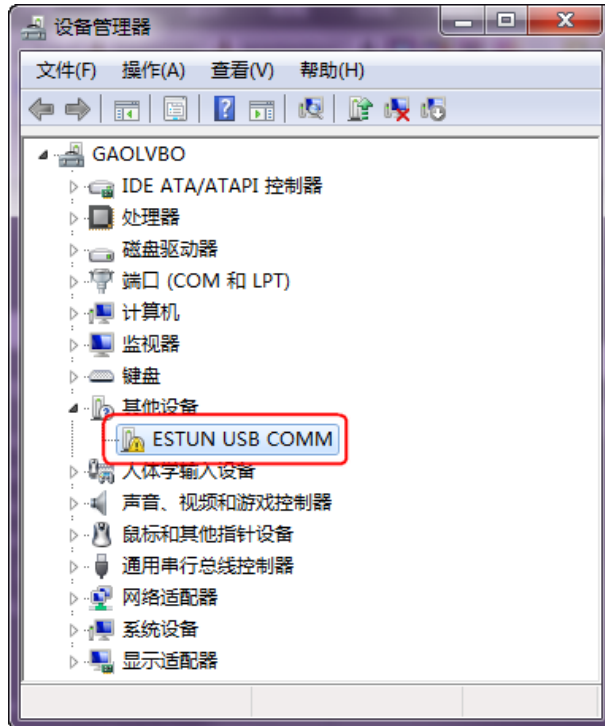 设备管理器
文件(F) 操作(A) 查看(V) 帮助(H)
GAOLVBO
IDE ATA/ATAPI 控制器
处理器
磁盘驱动器
端口 (COM 和 LPT)
计算机
监视器
键盘
其他设备
ESTUN USB COMM
人体学输入设备
声音、视频和游戏控制器
鼠标和其他指针设备
通用串行总线控制器
网络适配器
系统设备
显示适配器